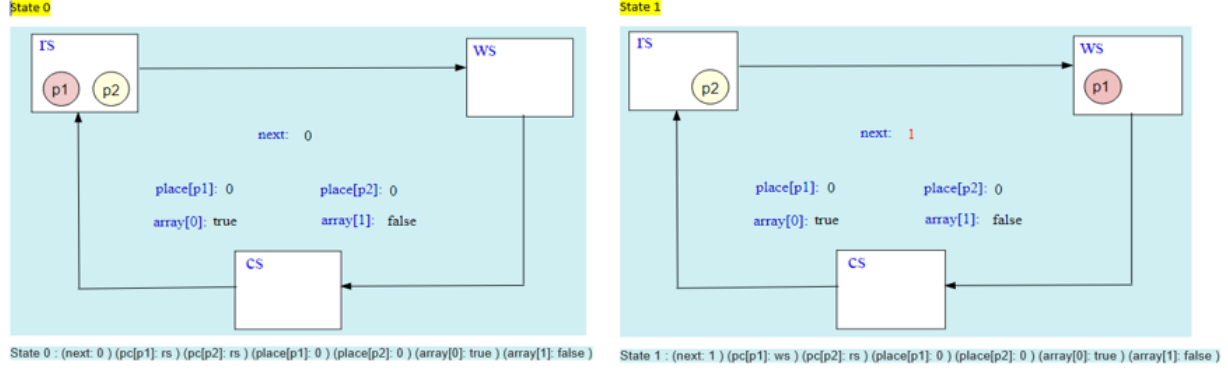 State 0
rs
ws
p1 p2
next: 0
place[p1]: 0 place[p2]: 0
array[0]: true array[1]: false
cs
State 0 : (next: 0 ) (pc[p1]: rs ) (pc[p2]: rs ) (place[p1]: 0 ) (place[p2]: 0 ) (array[0]: true ) (array[1]: false )
State 1
rs
ws
p2 p1
next: 1
place[p1]: 0 place[p2]: 0
array[0]: true array[1]: false
cs
State 1 : (next: 1 ) (pc[p1]: ws ) (pc[p2]: rs ) (place[p1]: 0 ) (place[p2]: 0 ) (array[0]: true ) (array[1]: false )